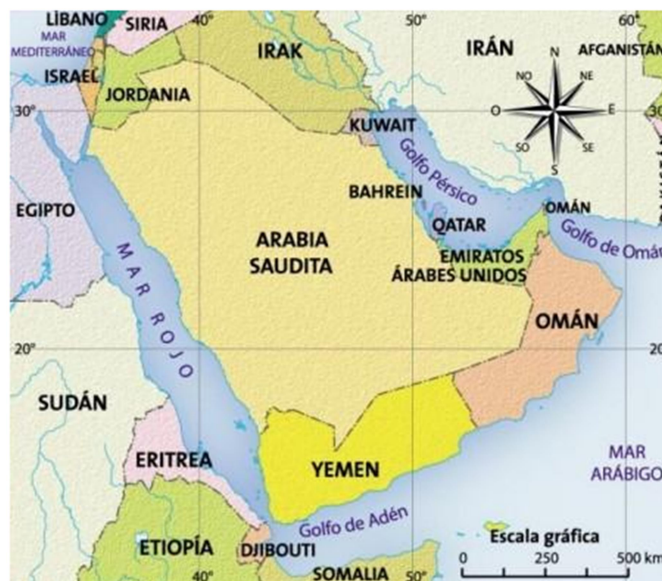 40°
60°
LÍBANO
SIRIA
MAR
MEDITERRÁNEO
IRAK
IRÁN
AFGANISTÁN
ISRAEL
JORDANIA
N
NO
NE
O
E
SO
SE
S
30°
KUWAIT
Golfo Pérsico
BAHREIN
EGIPTO
QATAR
OMÁN
Golfo de Omán
ARABIA
SAUDITA
EMIRATOS
ÁRABES UNIDOS
MAR ROJO
OMÁN
20°
20°
SUDÁN
ERITREA
YEMEN
MAR
ARÁBIGO
Golfo de Adén
ETIOPÍA
DJIBOUTI
SOMALIA
Escala gráfica
0 250 500 km
40°
50°
60°